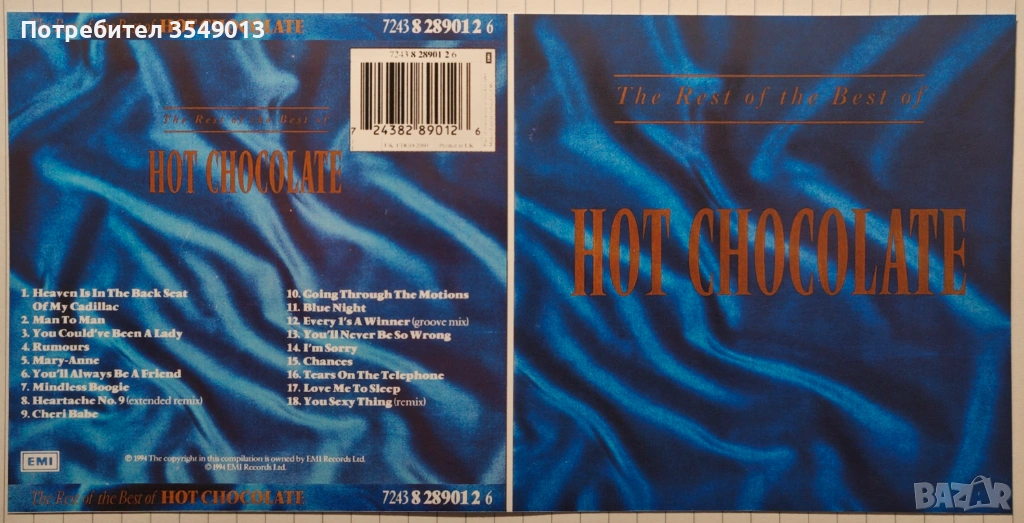 Потребител 3549013
The Rest of the Best of HOT CHOCOLATE 7243 8 28901 2 6
7243 8 28901 2 6
7 24382 89012 6
The Rest of the Best of
HOT CHOCOLATE
1. Heaven Is In The Back Seat
Of My Cadillac
2. Man To Man
3. You Could've Been A Lady
4. Rumours
5. Mary-Anne
6. You'll Always Be A Friend
7. Mindless Boogie
8. Heartache No. 9 (extended remix)
9. Cheri Babe
10. Going Through The Motions
11. Blue Night
12. Every 1's A Winner (groove mix)
13. You'll Never Be So Wrong
14. I'm Sorry
15. Chances
16. Tears On The Telephone
17. Love Me To Sleep
18. You Sexy Thing (remix)
EMI
℗ 1994 The copyright in this compilation is owned by EMI Records Ltd.
© 1994 EMI Records Ltd.
The Rest of the Best of HOT CHOCOLATE 7243 8 28901 2 6
The Rest of the Best of
HOT CHOCOLATE
BAZAR